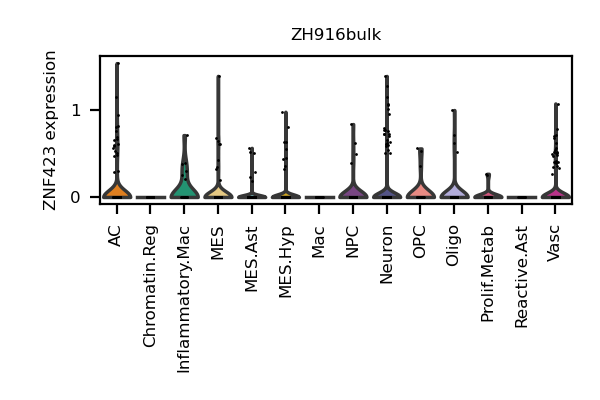 ZH916bulk
ZNF423 expression
1
0
AC
Chromatin.Reg
Inflammatory.Mac
MES
MES.Ast
MES.Hyp
Mac
NPC
Neuron
OPC
Oligo
Prolif.Metab
Reactive.Ast
Vasc